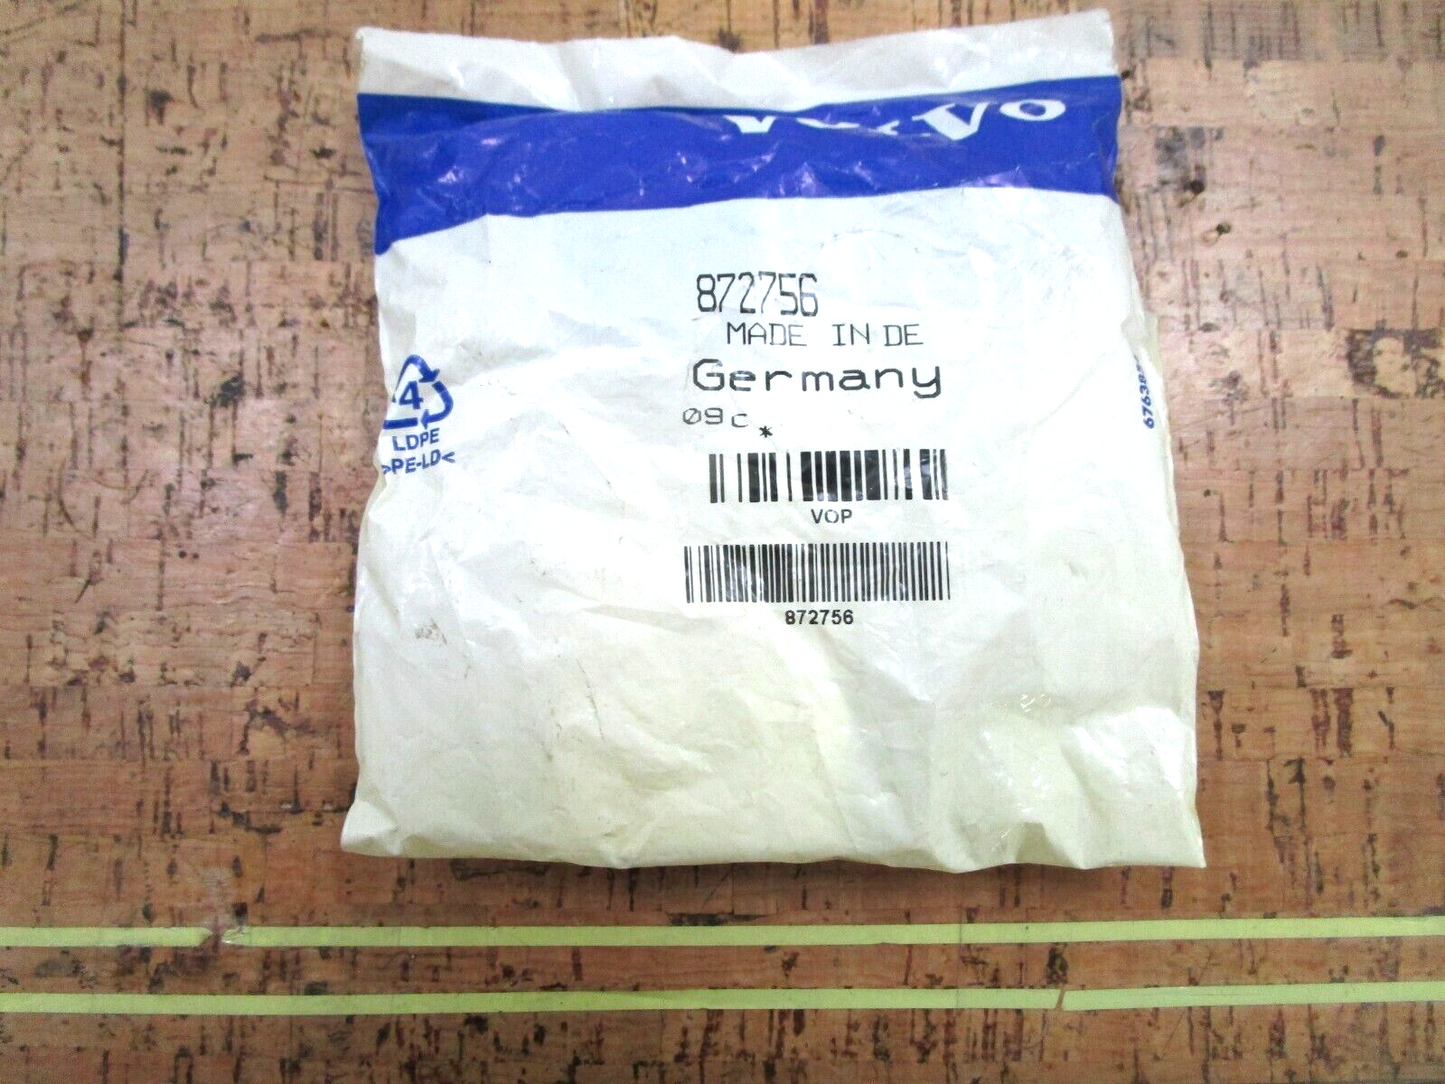 VOLVO
872756
MADE IN DE
Germany
09c
*
4
LDPE
>PE-LD<
VOP
872756